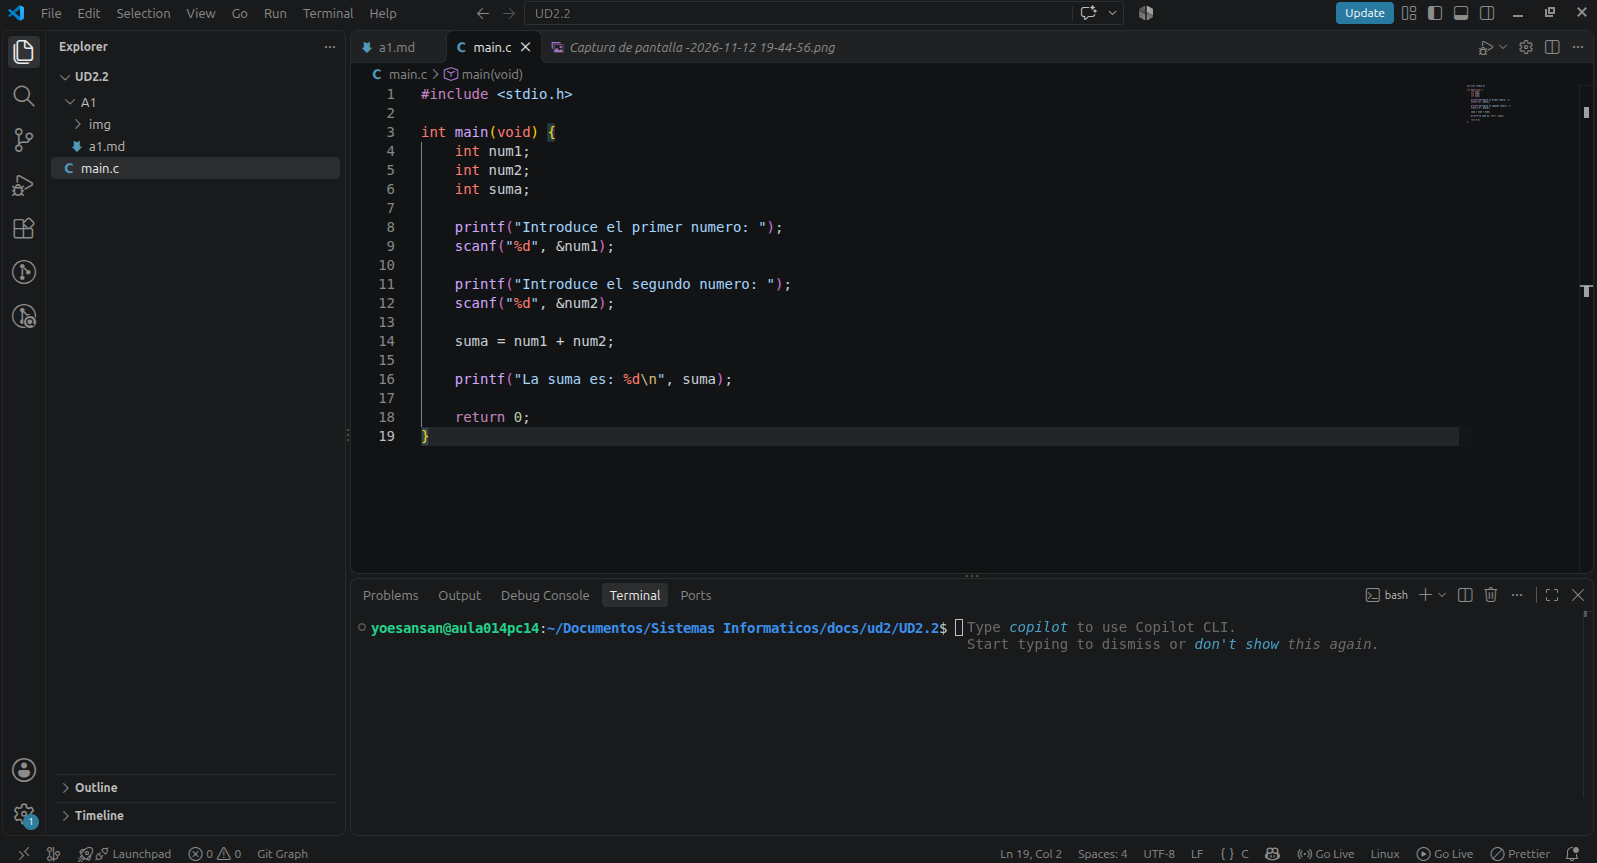 File Edit Selection View Go Run Terminal Help
UD2.2
Update
Explorer
UD2.2
A1
img
a1.md
C main.c
Outline
Timeline
a1.md
C main.c
Captura de pantalla -2026-11-12 19-44-56.png
C main.c > main(void)
1 #include <stdio.h>
2
3 int main(void) {
4 int num1;
5 int num2;
6 int suma;
7
8 printf("Introduce el primer numero: ");
9 scanf("%d", &num1);
10
11 printf("Introduce el segundo numero: ");
12 scanf("%d", &num2);
13
14 suma = num1 + num2;
15
16 printf("La suma es: %d\n", suma);
17
18 return 0;
19 }
Problems Output Debug Console Terminal Ports
bash
yoesansan@aula014pc14:~/Documentos/Sistemas Informaticos/docs/ud2/UD2.2$ Type copilot to use Copilot CLI.
Start typing to dismiss or don't show this again.
1
Launchpad 0 0 Git Graph
Ln 19, Col 2 Spaces: 4 UTF-8 LF { } C Go Live Linux Go Live Prettier